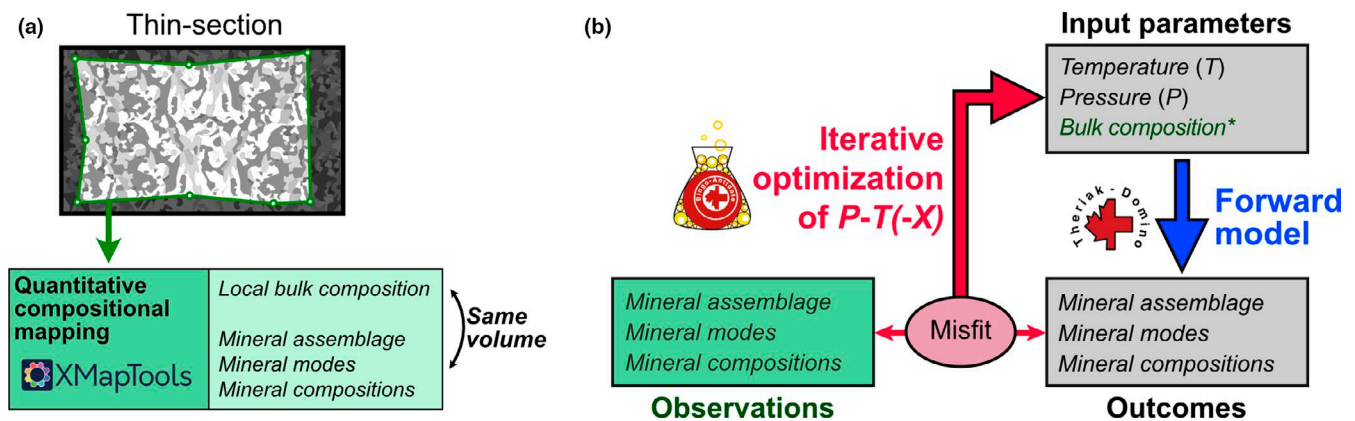 (a)
Thin-section
Quantitative
compositional
mapping
XMapTools
Local bulk composition
Mineral assemblage
Mineral modes
Mineral compositions
Same
volume
(b)
Input parameters
Temperature (T)
Pressure (P)
Bulk composition*
Iterative
optimization
of P-T(-X)
Bingo-Antidote
Theriak-Domino
Forward
model
Mineral assemblage
Mineral modes
Mineral compositions
Observations
Misfit
Mineral assemblage
Mineral modes
Mineral compositions
Outcomes